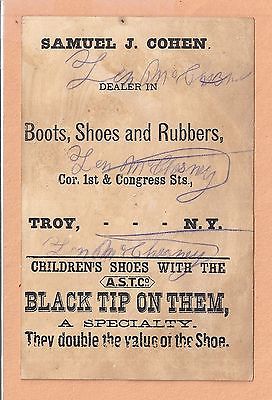 SAMUEL J. COHEN.
DEALER IN
Boots, Shoes and Rubbers,
Cor. 1st & Congress Sts,
TROY, - - - N. Y.
CHILDREN'S SHOES WITH THE
A.S.T. Co
BLACK TIP ON THEM,
A SPECIALTY.
They double the value of the Shoe.